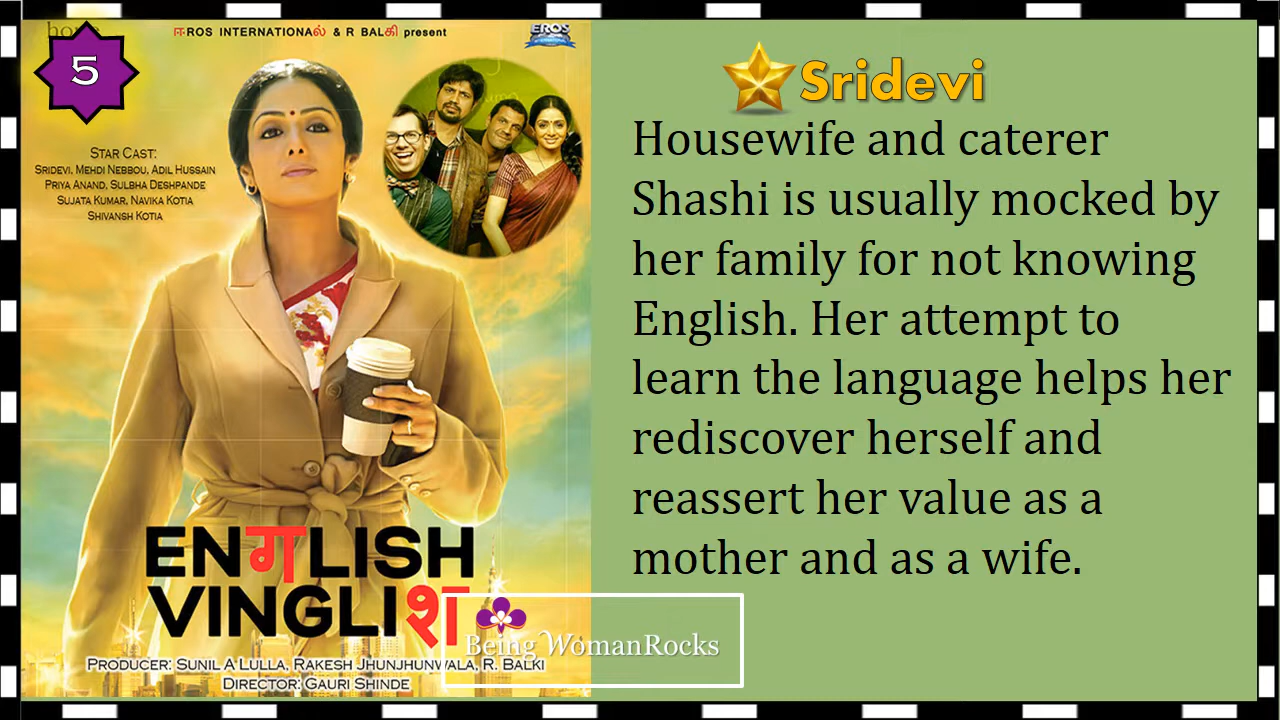 5
ஈROS INTERNATIONAல் & R BALகி present
EROS
STAR CAST:
SRIDEVI, MEHDI NEBBOU, ADIL HUSSAIN
PRIYA ANAND, SULBHA DESHPANDE
SUJATA KUMAR, NAVIKA KOTIA
SHIVANSH KOTIA
ENगLISH
VINGLIश
PRODUCER: SUNIL A LULLA, RAKESH JHUNJHUNWALA, R. BALKI
DIRECTOR: GAURI SHINDE
Being WomanRocks
Sridevi
Housewife and caterer
Shashi is usually mocked by
her family for not knowing
English. Her attempt to
learn the language helps her
rediscover herself and
reassert her value as a
mother and as a wife.